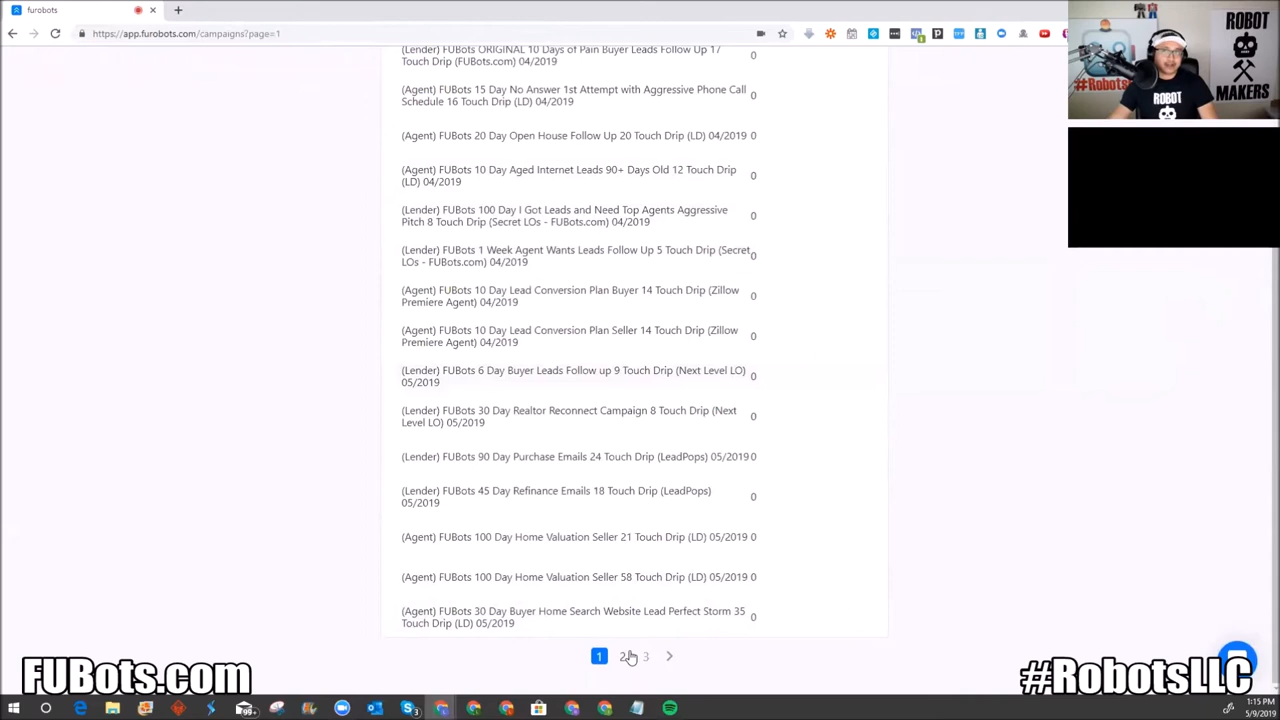 furobots
https://app.furobots.com/campaigns?page=1
(Lender) FUBots ORIGINAL 10 Days of Pain Buyer Leads Follow Up 17
Touch Drip (FUBots.com) 04/2019
0
(Agent) FUBots 15 Day No Answer 1st Attempt with Aggressive Phone Call
Schedule 16 Touch Drip (LD) 04/2019
0
(Agent) FUBots 20 Day Open House Follow Up 20 Touch Drip (LD) 04/2019 0
(Agent) FUBots 10 Day Aged Internet Leads 90+ Days Old 12 Touch Drip
(LD) 04/2019
0
(Lender) FUBots 100 Day I Got Leads and Need Top Agents Aggressive
Pitch 8 Touch Drip (Secret LOs - FUBots.com) 04/2019
0
(Lender) FUBots 1 Week Agent Wants Leads Follow Up 5 Touch Drip (Secret
LOs - FUBots.com) 04/2019
0
(Agent) FUBots 10 Day Lead Conversion Plan Buyer 14 Touch Drip (Zillow
Premiere Agent) 04/2019
0
(Agent) FUBots 10 Day Lead Conversion Plan Seller 14 Touch Drip (Zillow
Premiere Agent) 04/2019
0
(Lender) FUBots 6 Day Buyer Leads Follow up 9 Touch Drip (Next Level LO)
05/2019
0
(Lender) FUBots 30 Day Realtor Reconnect Campaign 8 Touch Drip (Next
Level LO) 05/2019
0
(Lender) FUBots 90 Day Purchase Emails 24 Touch Drip (LeadPops) 05/2019 0
(Lender) FUBots 45 Day Refinance Emails 18 Touch Drip (LeadPops)
05/2019
0
(Agent) FUBots 100 Day Home Valuation Seller 21 Touch Drip (LD) 05/2019 0
(Agent) FUBots 100 Day Home Valuation Seller 58 Touch Drip (LD) 05/2019 0
(Agent) FUBots 30 Day Buyer Home Search Website Lead Perfect Storm 35
Touch Drip (LD) 05/2019
0
1 2 3
ROBOT
MAKERS
ROBOT
FUBots.com
#RobotsLLC
99+
1:15 PM
5/9/2019